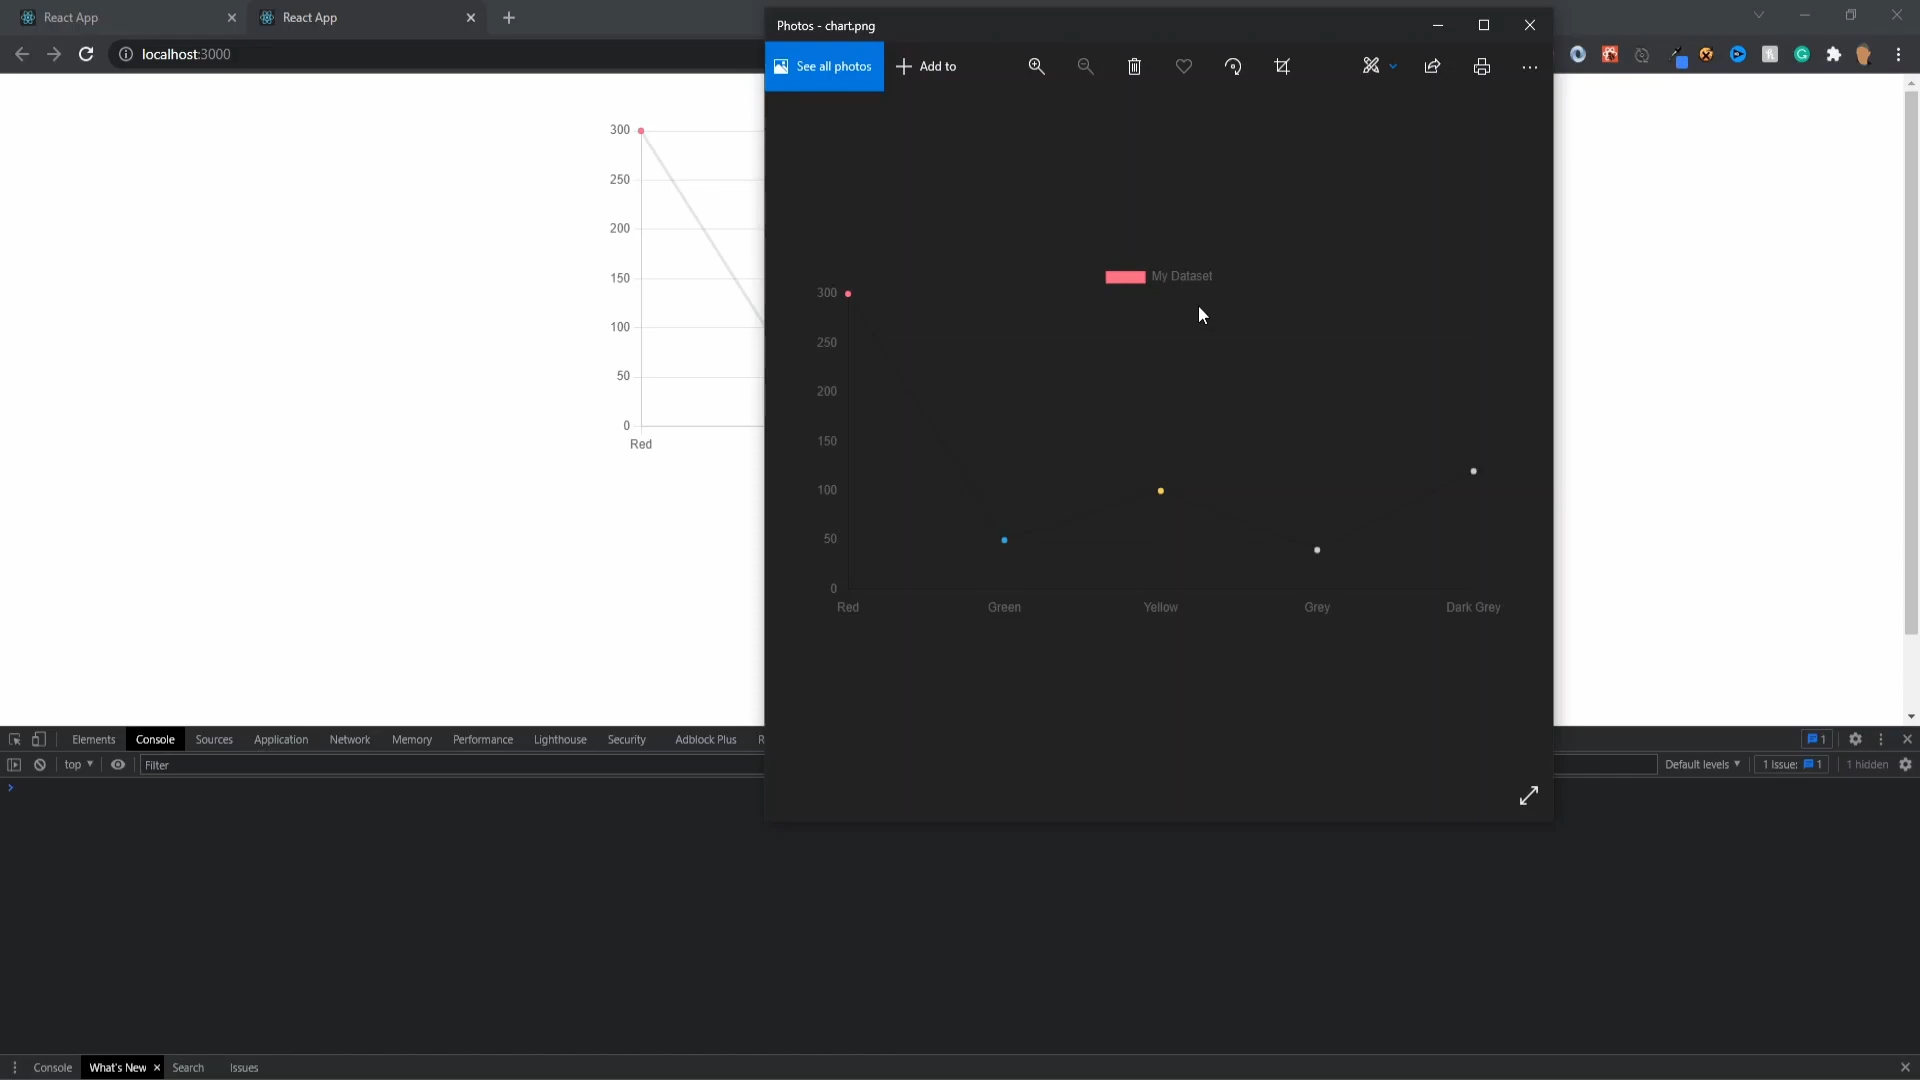 React App
React App
Photos - chart.png
localhost:3000
See all photos
Add to
300
250
200
150
100
50
0
Red
My Dataset
300
250
200
150
100
50
0
Red
Green
Yellow
Grey
Dark Grey
Elements
Console
Sources
Application
Network
Memory
Performance
Lighthouse
Security
Adblock Plus
1
top
Filter
Default levels
1 Issue: 1
1 hidden
Console
What's New
Search
Issues